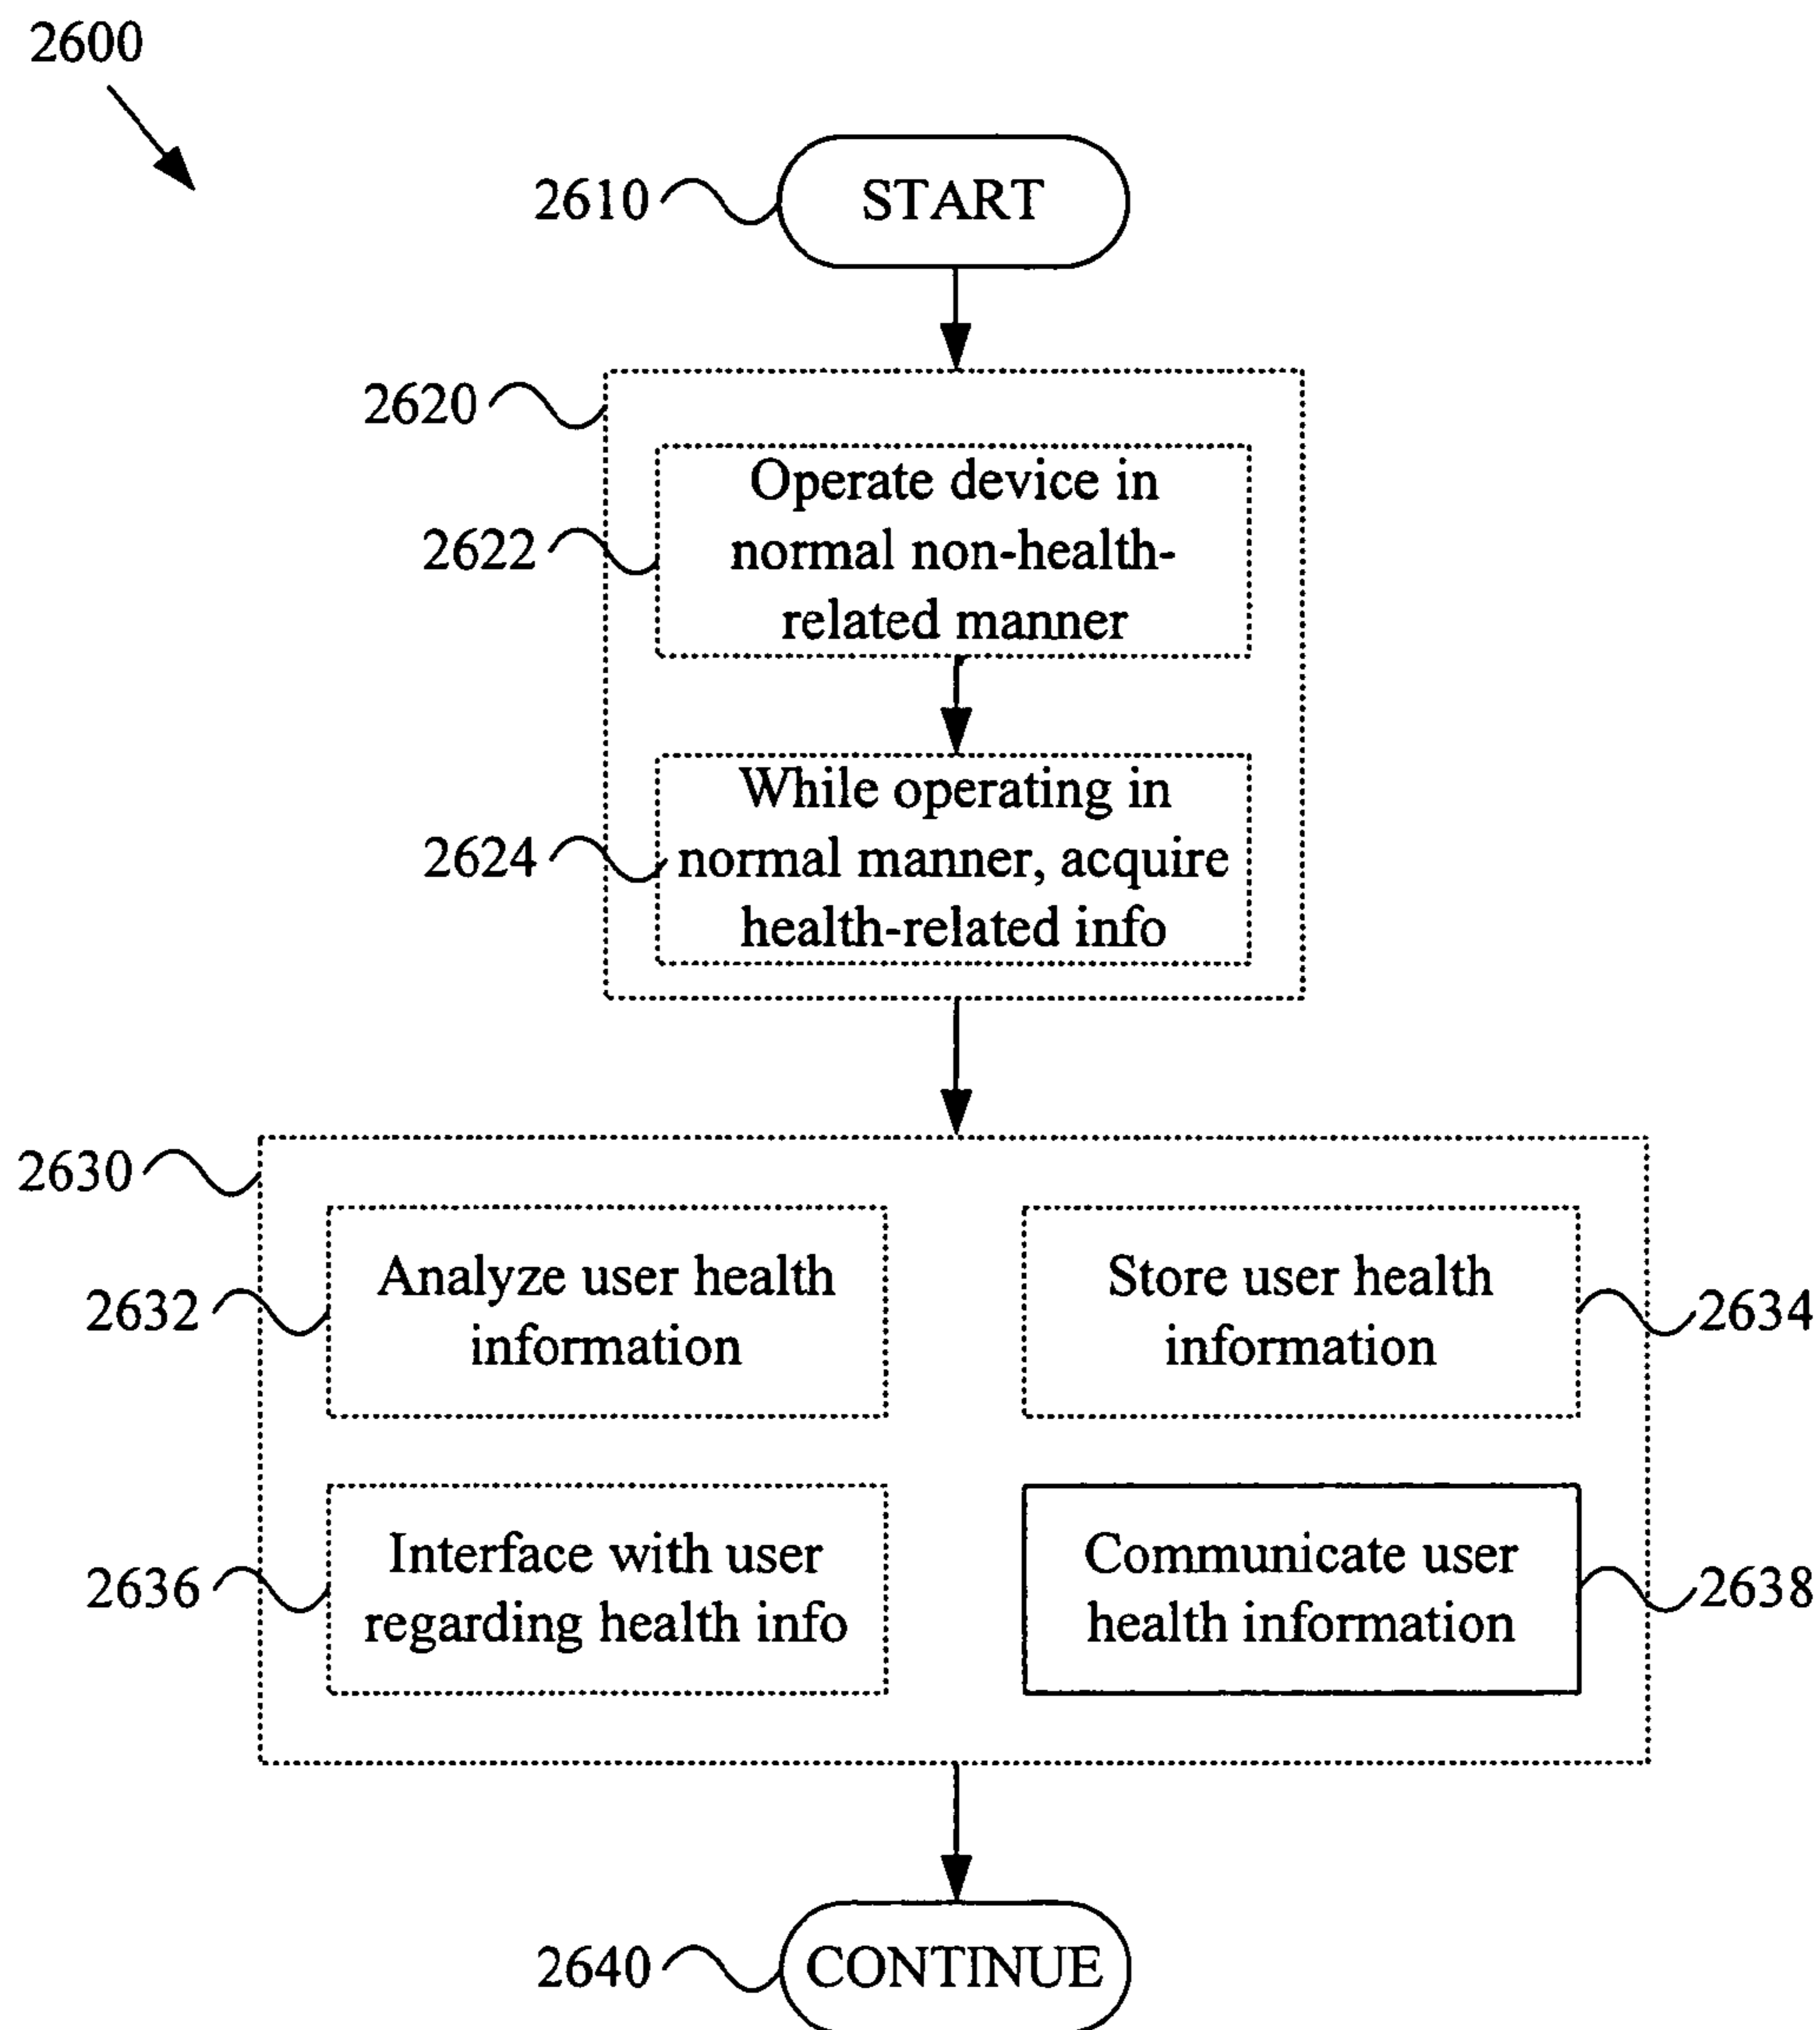 2600
2610
START
2620
2622
Operate device in
normal non-health-
related manner
2624
While operating in
normal manner, acquire
health-related info
2630
2632
Analyze user health
information
Store user health
information
2634
2636
Interface with user
regarding health info
Communicate user
health information
2638
2640
CONTINUE